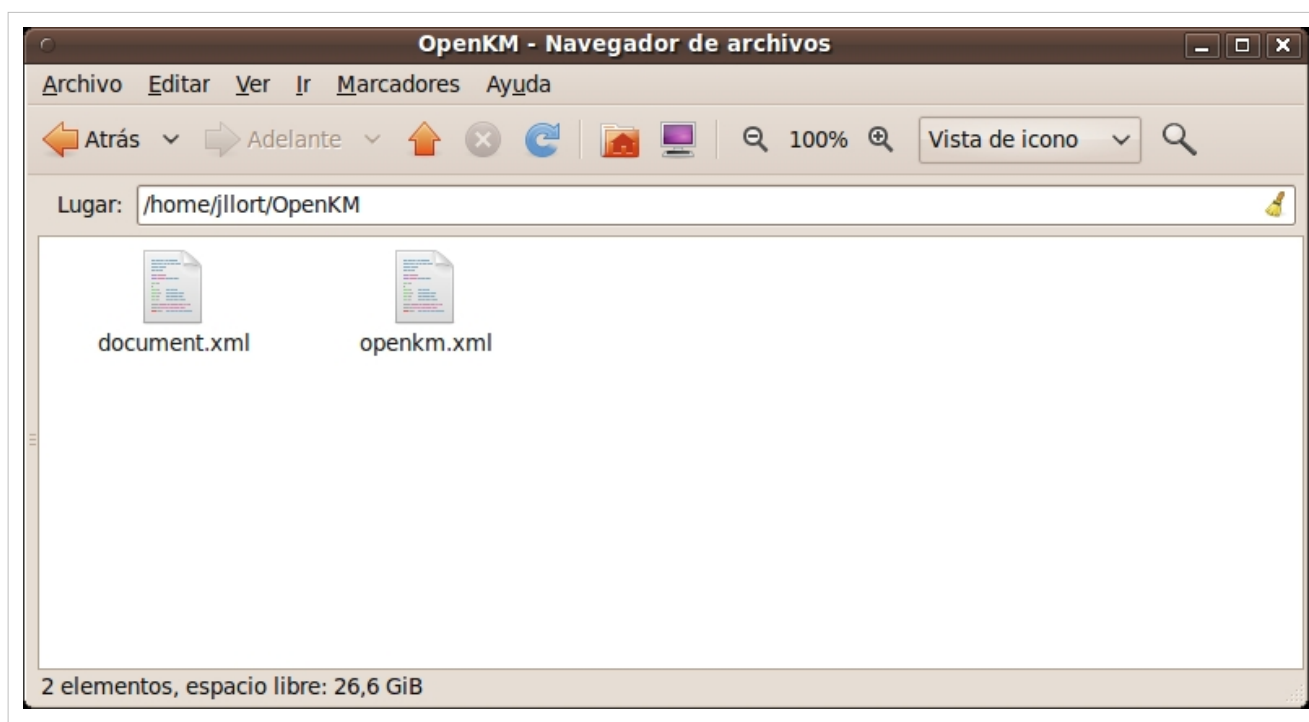 OpenKM - Navegador de archivos
Archivo Editar Ver Ir Marcadores Ayuda
Atrás Adelante 100% Vista de icono
Lugar: /home/jllort/OpenKM
document.xml openkm.xml
2 elementos, espacio libre: 26,6 GiB